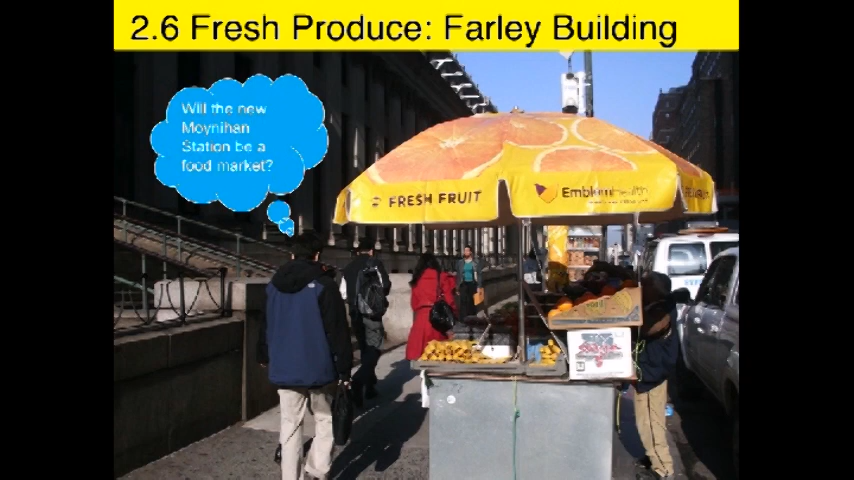 2.6 Fresh Produce: Farley Building
Will the new
Moynihan
Station be a
food market?
FRESH FRUIT
EmblemHealth